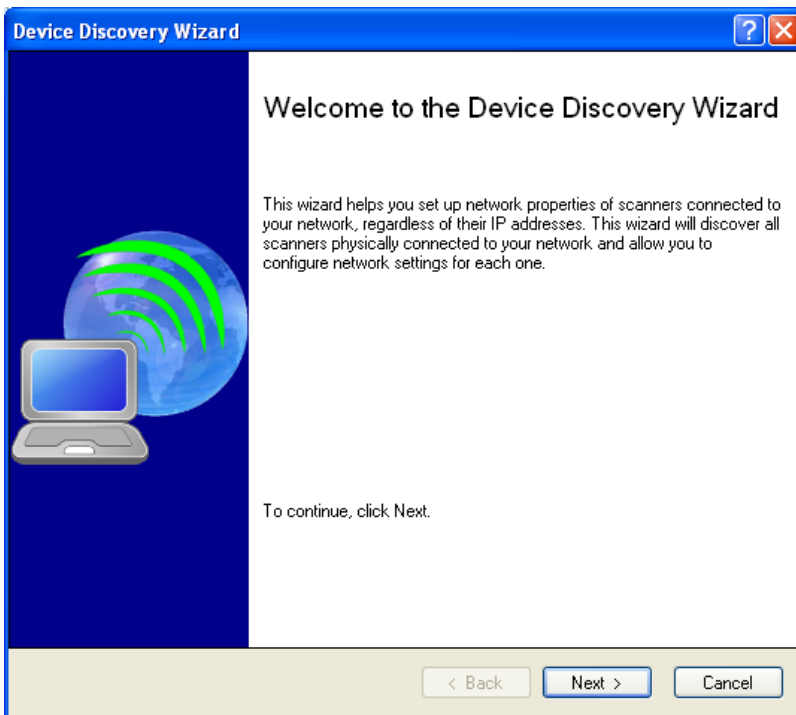 Device Discovery Wizard
Welcome to the Device Discovery Wizard
This wizard helps you set up network properties of scanners connected to
your network, regardless of their IP addresses. This wizard will discover all
scanners physically connected to your network and allow you to
configure network settings for each one.
To continue, click Next.
< Back Next > Cancel